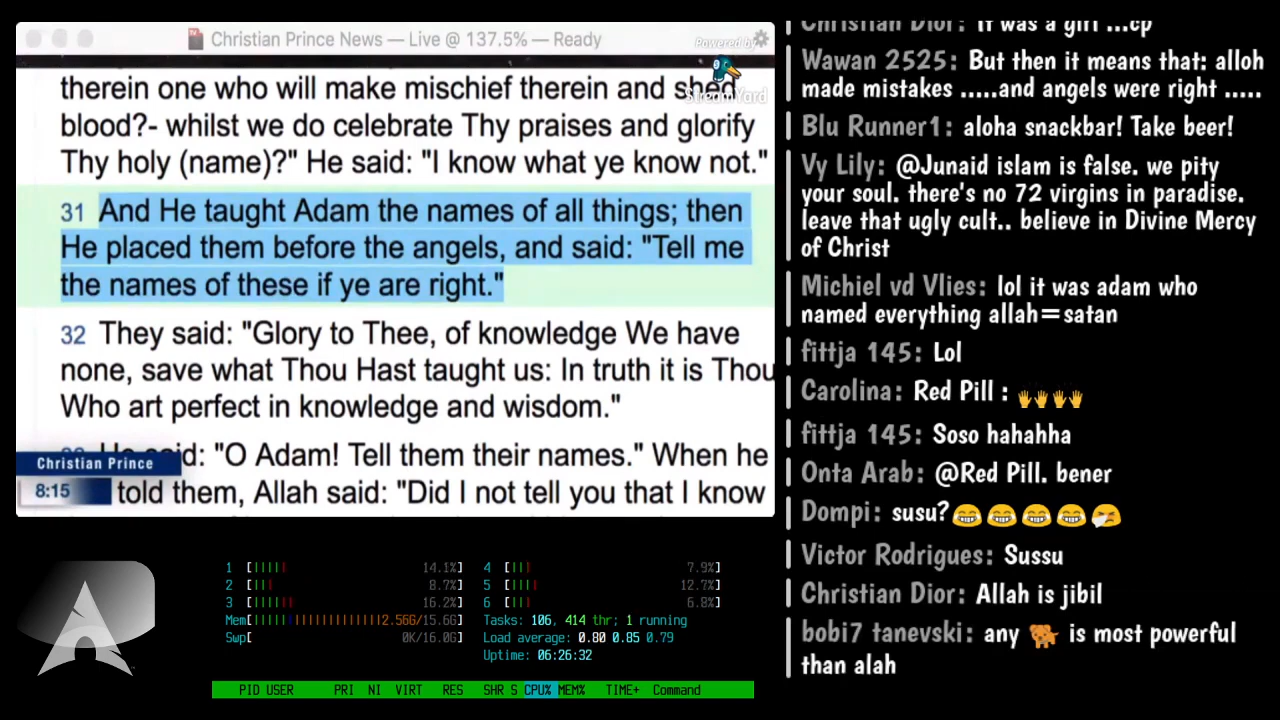 Christian Prince News — Live @ 137.5% — Ready
Powered by
StreamYard
therein one who will make mischief therein and shed
blood?- whilst we do celebrate Thy praises and glorify
Thy holy (name)?" He said: "I know what ye know not."
31 And He taught Adam the names of all things; then
He placed them before the angels, and said: "Tell me
the names of these if ye are right."
32 They said: "Glory to Thee, of knowledge We have
none, save what Thou Hast taught us: In truth it is Thou
Who art perfect in knowledge and wisdom."
said: "O Adam! Tell them their names." When he
told them, Allah said: "Did I not tell you that I know
Christian Prince
8:15
1 [||||| 14.1%]
2 [||| 8.7%]
3 [|||||| 16.2%]
Mem[||||||||||||||||||||2.56G/15.6G]
Swp[ 0K/16.0G]
4 [||| 7.9%]
5 [|||| 12.7%]
6 [||| 6.8%]
Tasks: 106, 414 thr; 1 running
Load average: 0.80 0.85 0.79
Uptime: 06:26:32
PID USER PRI NI VIRT RES SHR S CPU% MEM% TIME+ Command
Christian Dior: It was a girl ...cp
Wawan 2525: But then it means that: alloh
made mistakes .....and angels were right .....
Blu Runner1: aloha snackbar! Take beer!
Vy Lily: @Junaid islam is false. we pity
your soul. there's no 72 virgins in paradise.
leave that ugly cult.. believe in Divine Mercy
of Christ
Michiel vd Vlies: lol it was adam who
named everything allah=satan
fittja 145: Lol
Carolina: Red Pill : 🙌🙌
fittja 145: Soso hahahha
Onta Arab: @Red Pill. bener
Dompi: susu?😂😂😂😂🤧
Victor Rodrigues: Sussu
Christian Dior: Allah is jibil
bobi7 tanevski: any 🐕 is most powerful
than alah